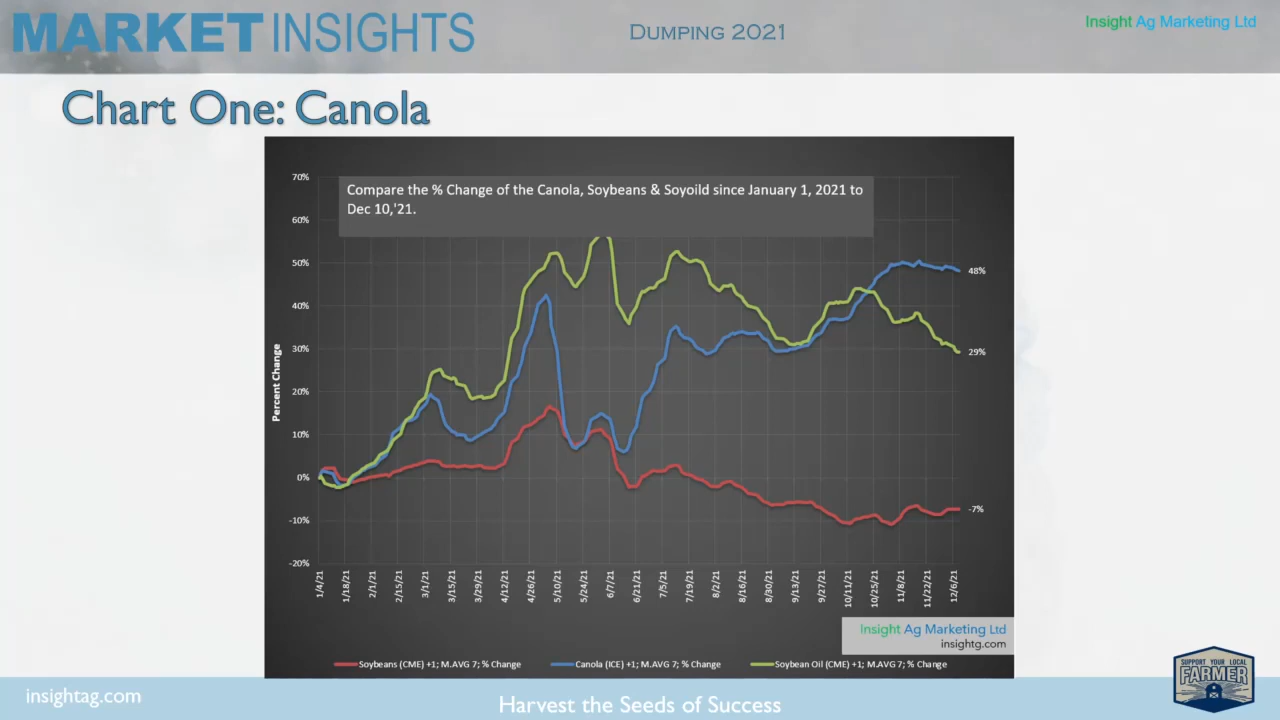 MARKET INSIGHTS
DUMPING 2021
Insight Ag Marketing Ltd
Chart One: Canola
Compare the % Change of the Canola, Soybeans & Soyoild since January 1, 2021 to
Dec 10,'21.
70%
60%
50%
40%
30%
20%
10%
0%
-10%
-20%
Percent Change
48%
29%
-7%
1/4/21
1/18/21
2/1/21
2/15/21
3/1/21
3/15/21
3/29/21
4/12/21
4/26/21
5/10/21
5/24/21
6/7/21
6/21/21
7/5/21
7/19/21
8/2/21
8/16/21
8/30/21
9/13/21
9/27/21
10/11/21
10/25/21
11/8/21
11/22/21
12/6/21
Insight Ag Marketing Ltd
insightg.com
Soybeans (CME) +1; M.AVG 7; % Change
Canola (ICE) +1; M.AVG 7; % Change
Soybean Oil (CME) +1; M.AVG 7; % Change
SUPPORT YOUR LOCAL
FARMER
insightag.com
Harvest the Seeds of Success